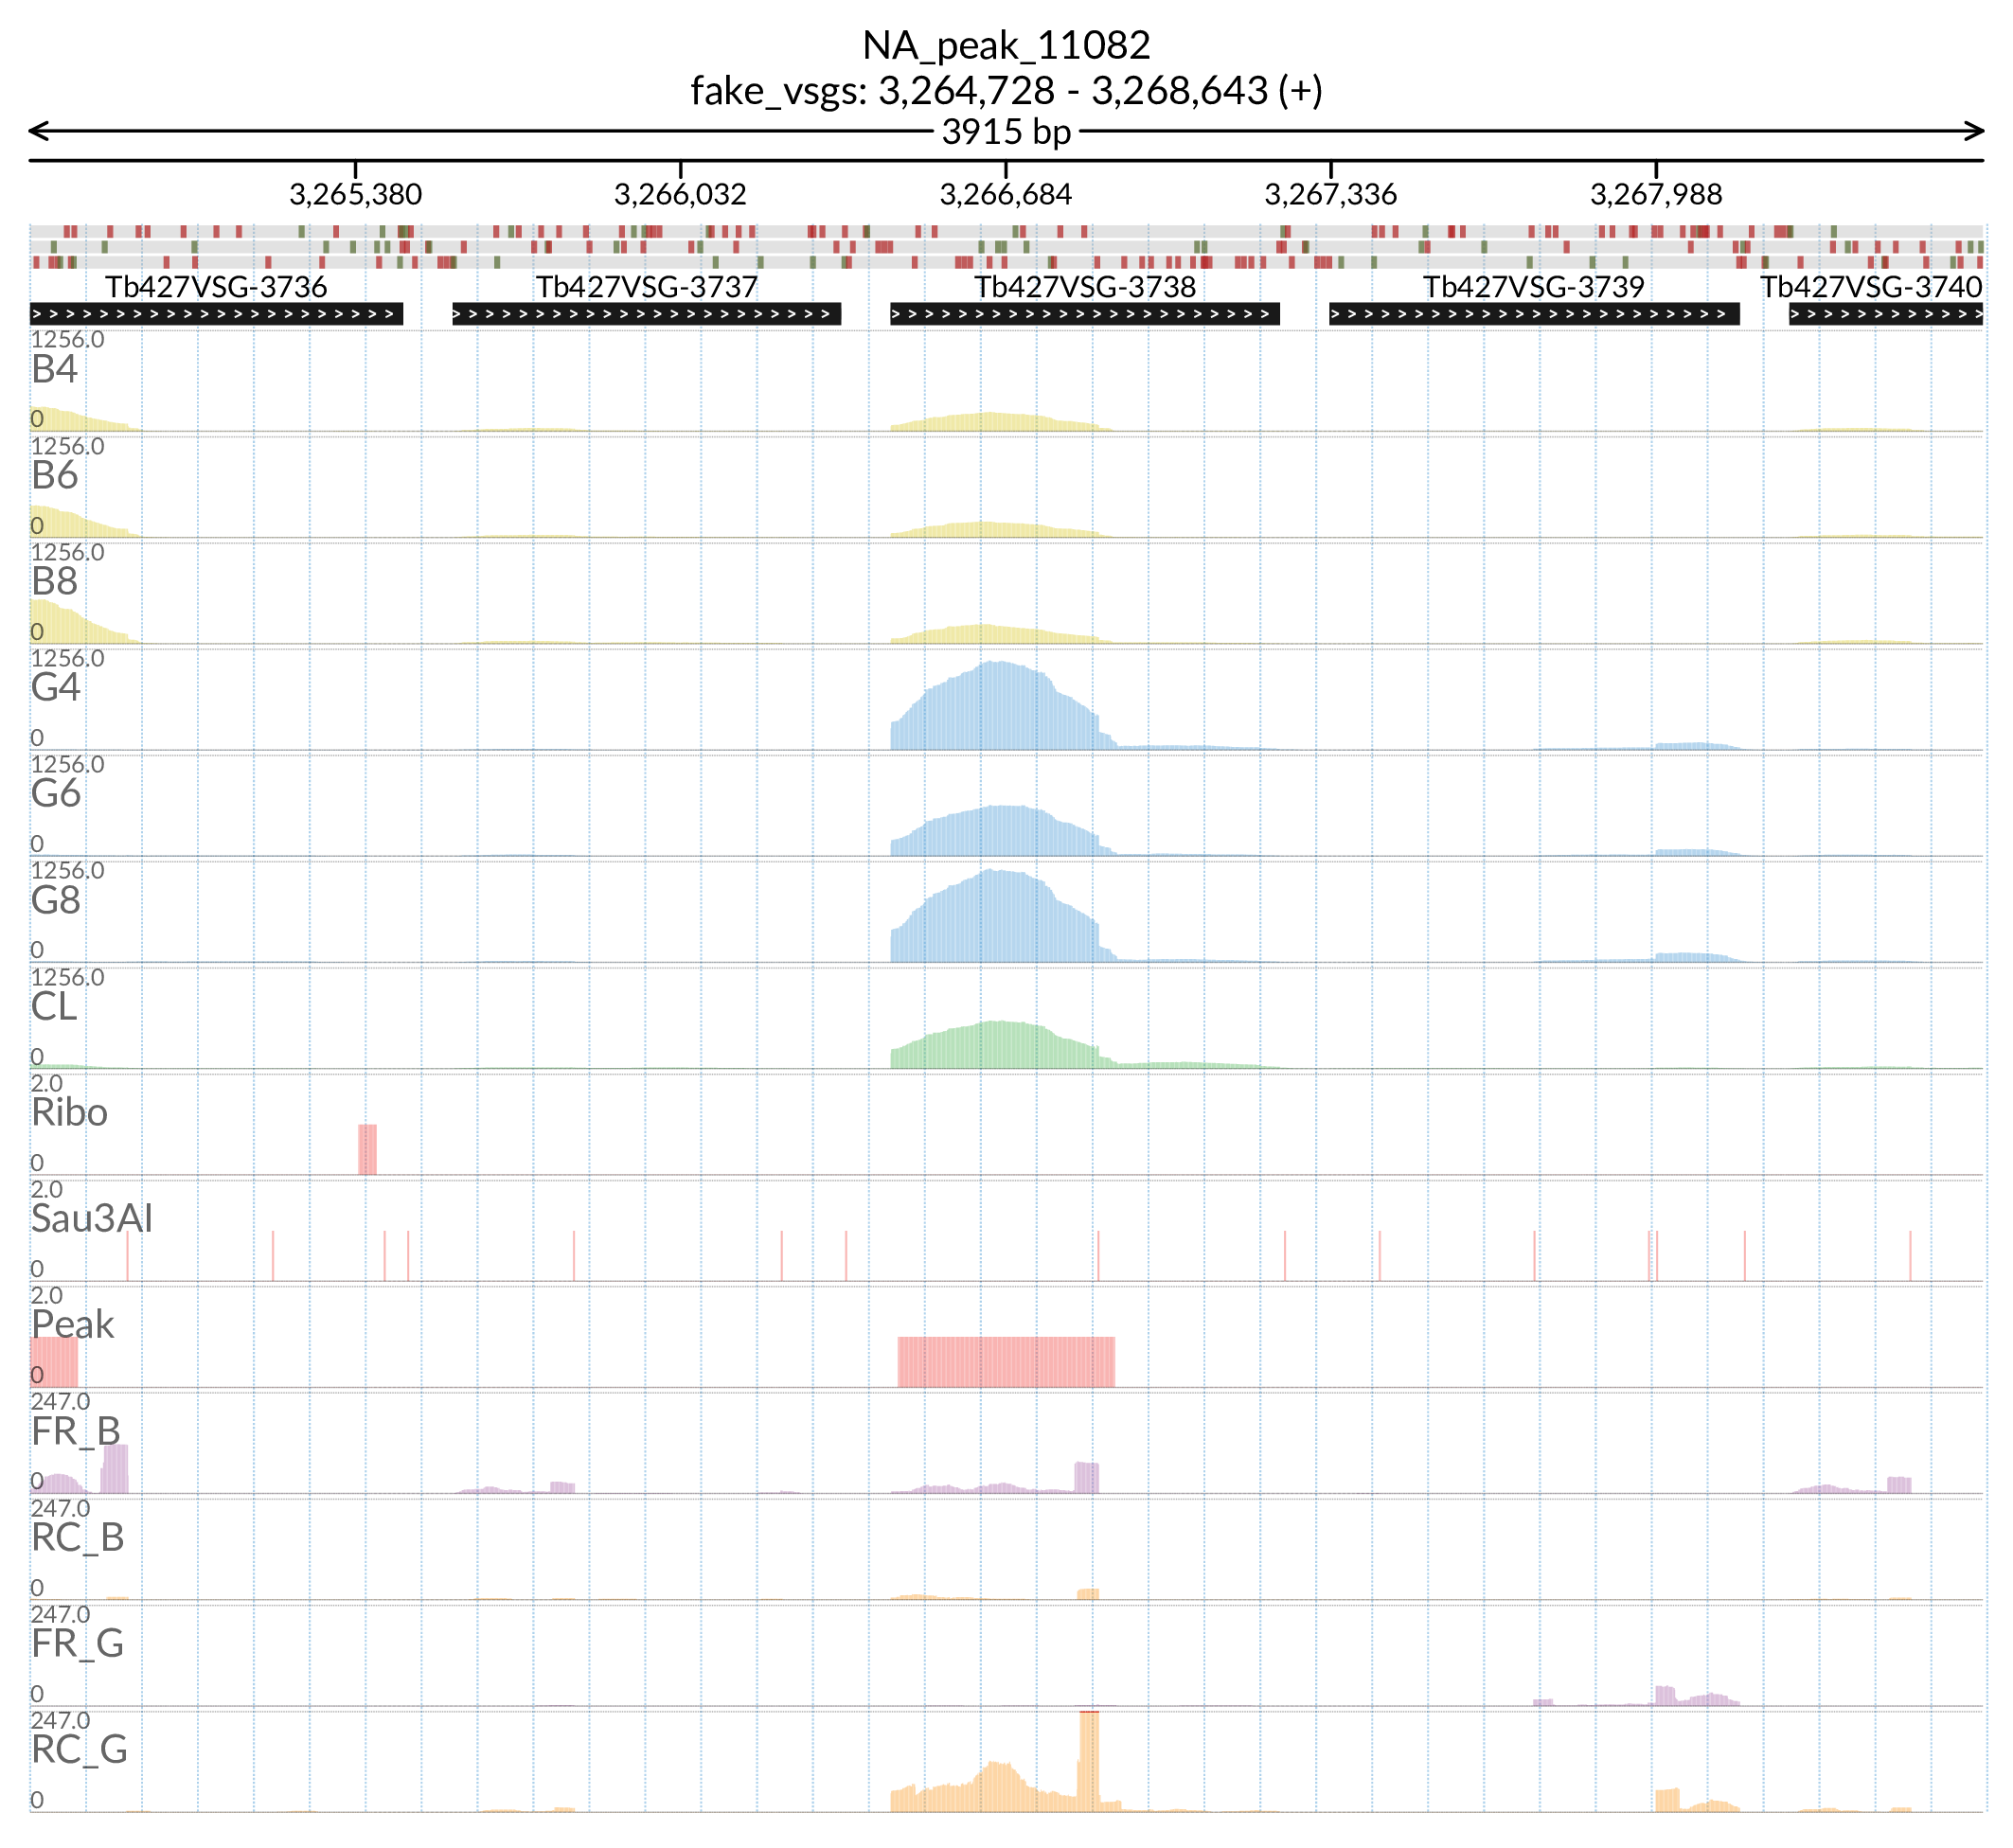 NA_peak_11082
fake_vsgs: 3,264,728 - 3,268,643 (+)
3915 bp
3,265,380 3,266,032 3,266,684 3,267,336 3,267,988
Tb427VSG-3736 Tb427VSG-3737 Tb427VSG-3738 Tb427VSG-3739 Tb427VSG-3740
1256.0
B4
0
1256.0
B6
0
1256.0
B8
0
1256.0
G4
0
1256.0
G6
0
1256.0
G8
0
1256.0
CL
0
2.0
Ribo
0
2.0
Sau3AI
0
2.0
Peak
0
247.0
FR_B
0
247.0
RC_B
0
247.0
FR_G
0
247.0
RC_G
0